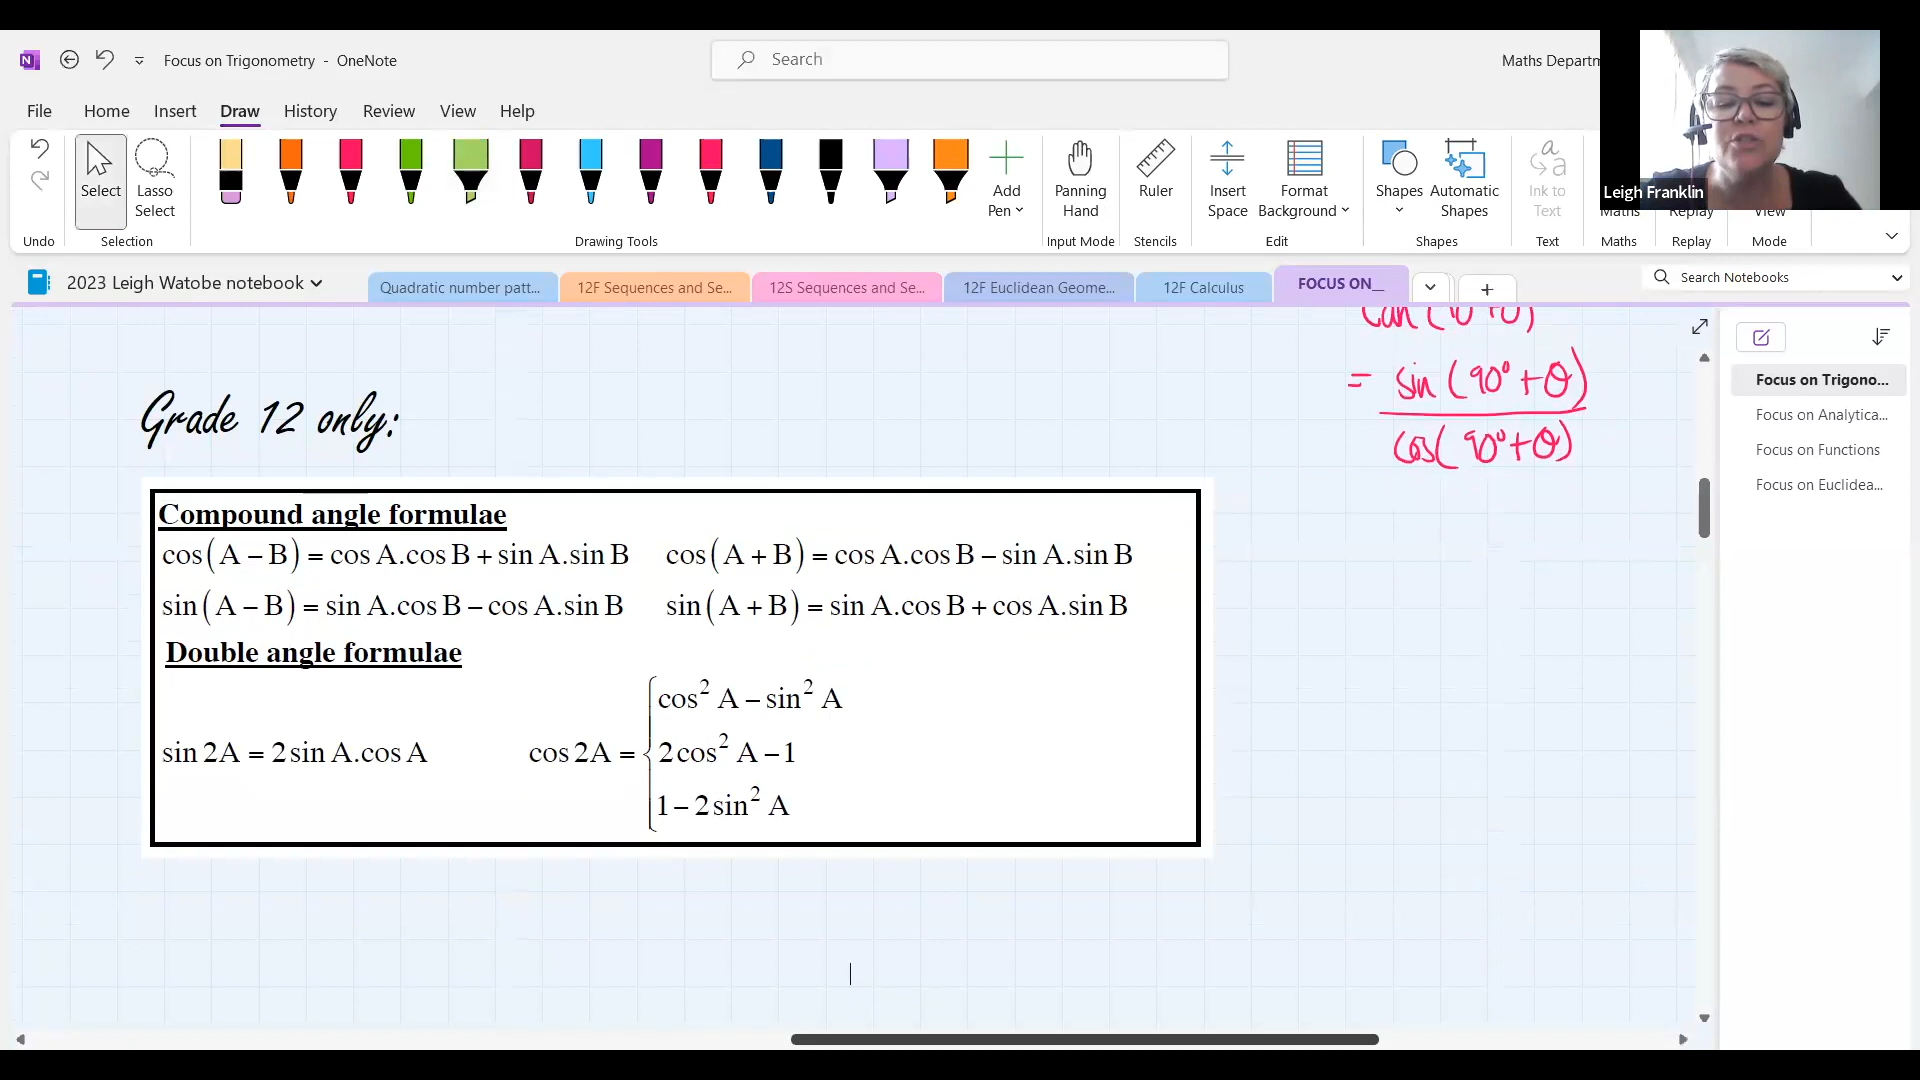 Focus on Trigonometry - OneNote
Search
Maths Departm
File Home Insert Draw History Review View Help
Undo
Select
Lasso Select
Selection
Drawing Tools
Add Pen
Panning Hand
Input Mode
Ruler
Stencils
Insert Space
Format Background
Edit
Shapes
Automatic Shapes
Shapes
Ink to Text
Text
Maths
Maths
Replay
Replay
View
Mode
Leigh Franklin
2023 Leigh Watobe notebook
Quadratic number patt...
12F Sequences and Se...
12S Sequences and Se...
12F Euclidean Geome...
12F Calculus
FOCUS ON_
Search Notebooks
Focus on Trigono...
Focus on Analytica...
Focus on Functions
Focus on Euclidea...
tan(90°+θ)
= sin(90°+θ)
cos(90°+θ)
Grade 12 only:
Compound angle formulae
cos(A − B) = cos A.cos B + sin A.sin B cos(A + B) = cos A.cos B − sin A.sin B
sin(A − B) = sin A.cos B − cos A.sin B sin(A + B) = sin A.cos B + cos A.sin B
Double angle formulae
cos² A − sin² A
sin 2A = 2 sin A.cos A cos 2A = { 2 cos² A − 1
1 − 2 sin² A